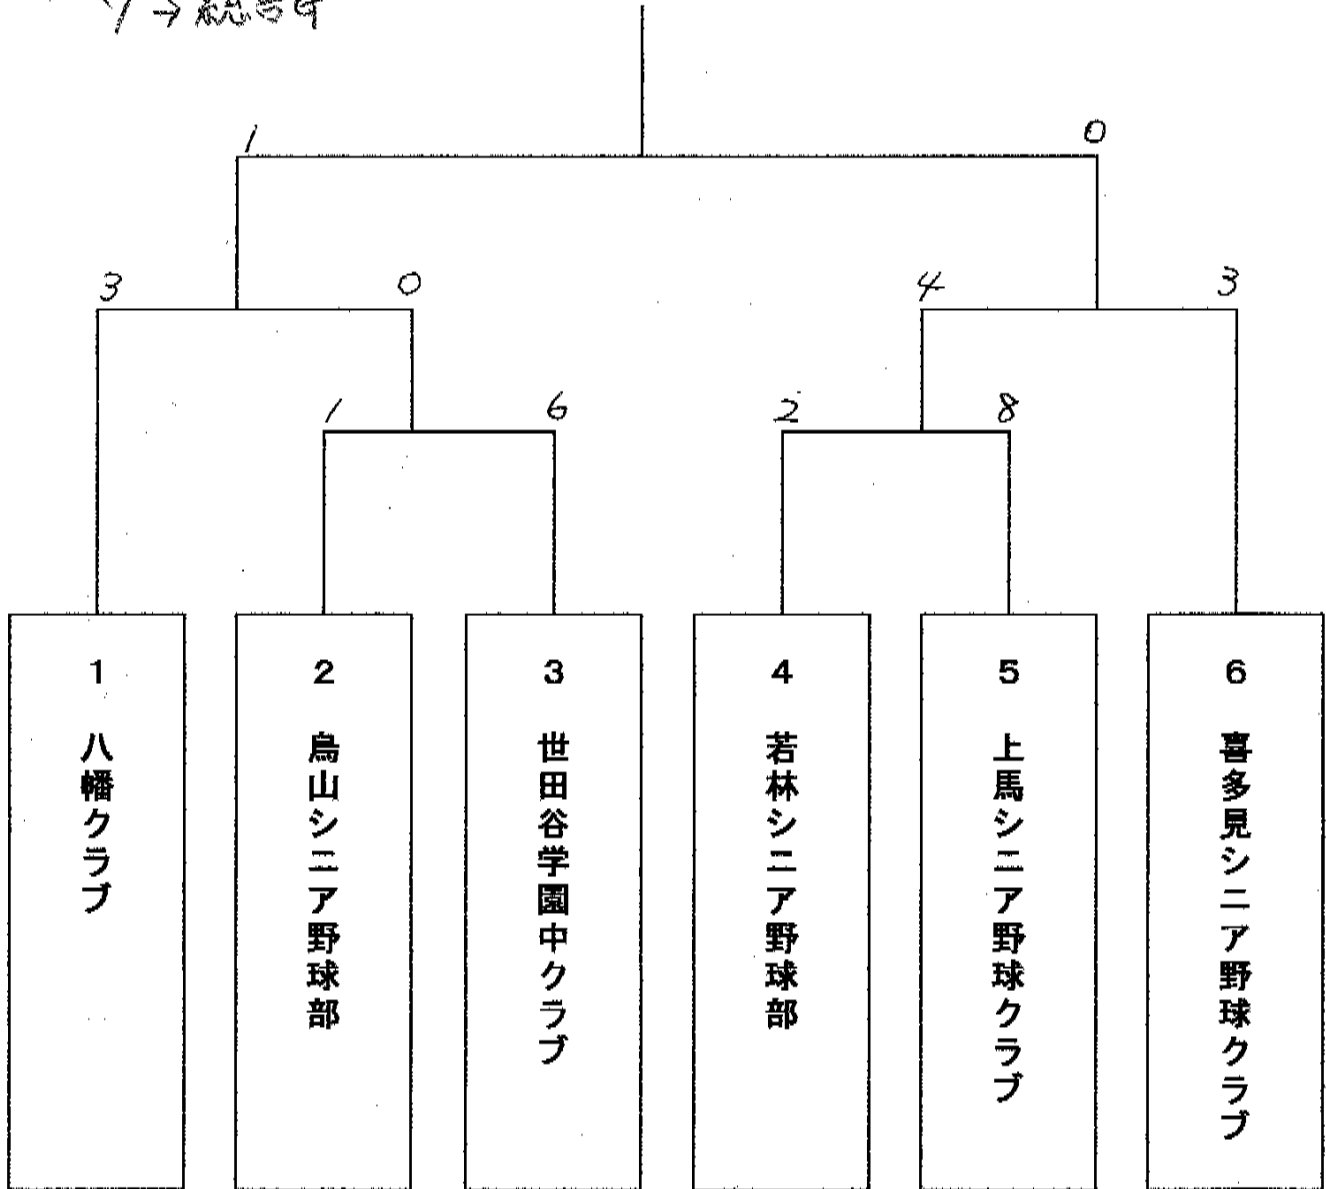 1 0
3 0 4 3
1 6 2 8
1 八幡クラブ
2 烏山シニア野球部
3 世田谷学園中クラブ
4 若林シニア野球部
5 上馬シニア野球クラブ
6 喜多見シニア野球クラブ